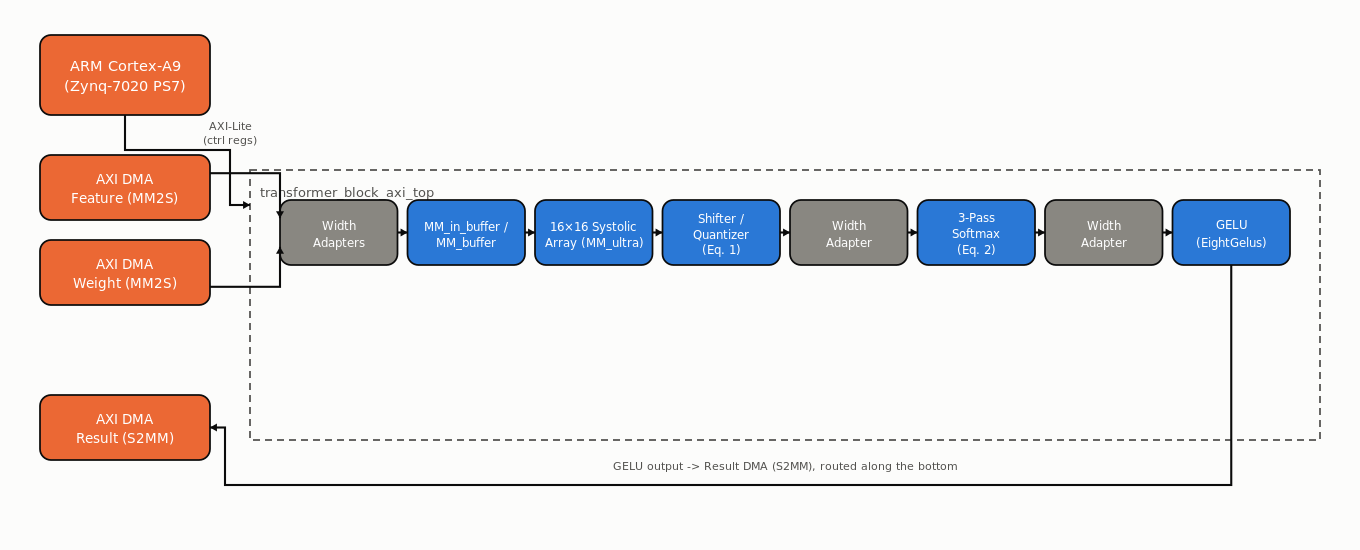 ARM Cortex-A9
(Zynq-7020 PS7)
AXI-Lite
(ctrl regs)
AXI DMA
Feature (MM2S)
transformer_block_axi_top
Width
Adapters
MM_in_buffer /
MM_buffer
16×16 Systolic
Array (MM_ultra)
Shifter /
Quantizer
(Eq. 1)
Width
Adapter
3-Pass
Softmax
(Eq. 2)
Width
Adapter
GELU
(EightGelus)
AXI DMA
Weight (MM2S)
AXI DMA
Result (S2MM)
GELU output -> Result DMA (S2MM), routed along the bottom